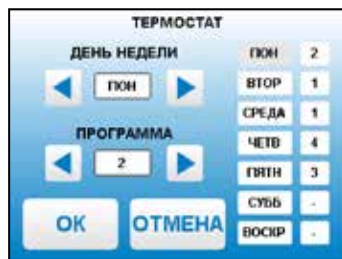 ТЕРМОСТАТ
ДЕНЬ НЕДЕЛИ
ПОН
ПРОГРАММА
2
ОК
ОТМЕНА
ПОН 2
ВТОР 1
СРЕДА 1
ЧЕТВ 4
ПЯТН 3
СУББ -
ВОСКР -